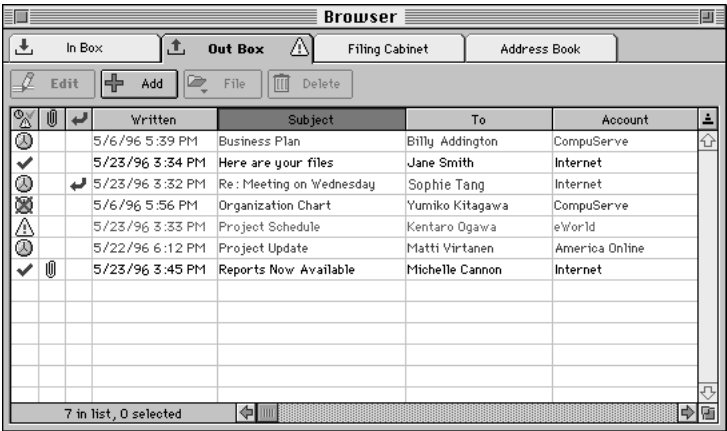 Browser
In Box Out Box Filing Cabinet Address Book
Edit Add File Delete
Written Subject To Account
5/6/96 5:39 PM Business Plan Billy Addington CompuServe
5/23/96 3:34 PM Here are your files Jane Smith Internet
5/23/96 3:32 PM Re: Meeting on Wednesday Sophie Tang Internet
5/6/96 5:56 PM Organization Chart Yumiko Kitagawa CompuServe
5/23/96 3:33 PM Project Schedule Kentaro Ogawa eWorld
5/22/96 6:12 PM Project Update Matti Virtanen America Online
5/23/96 3:45 PM Reports Now Available Michelle Cannon Internet
7 in list, 0 selected